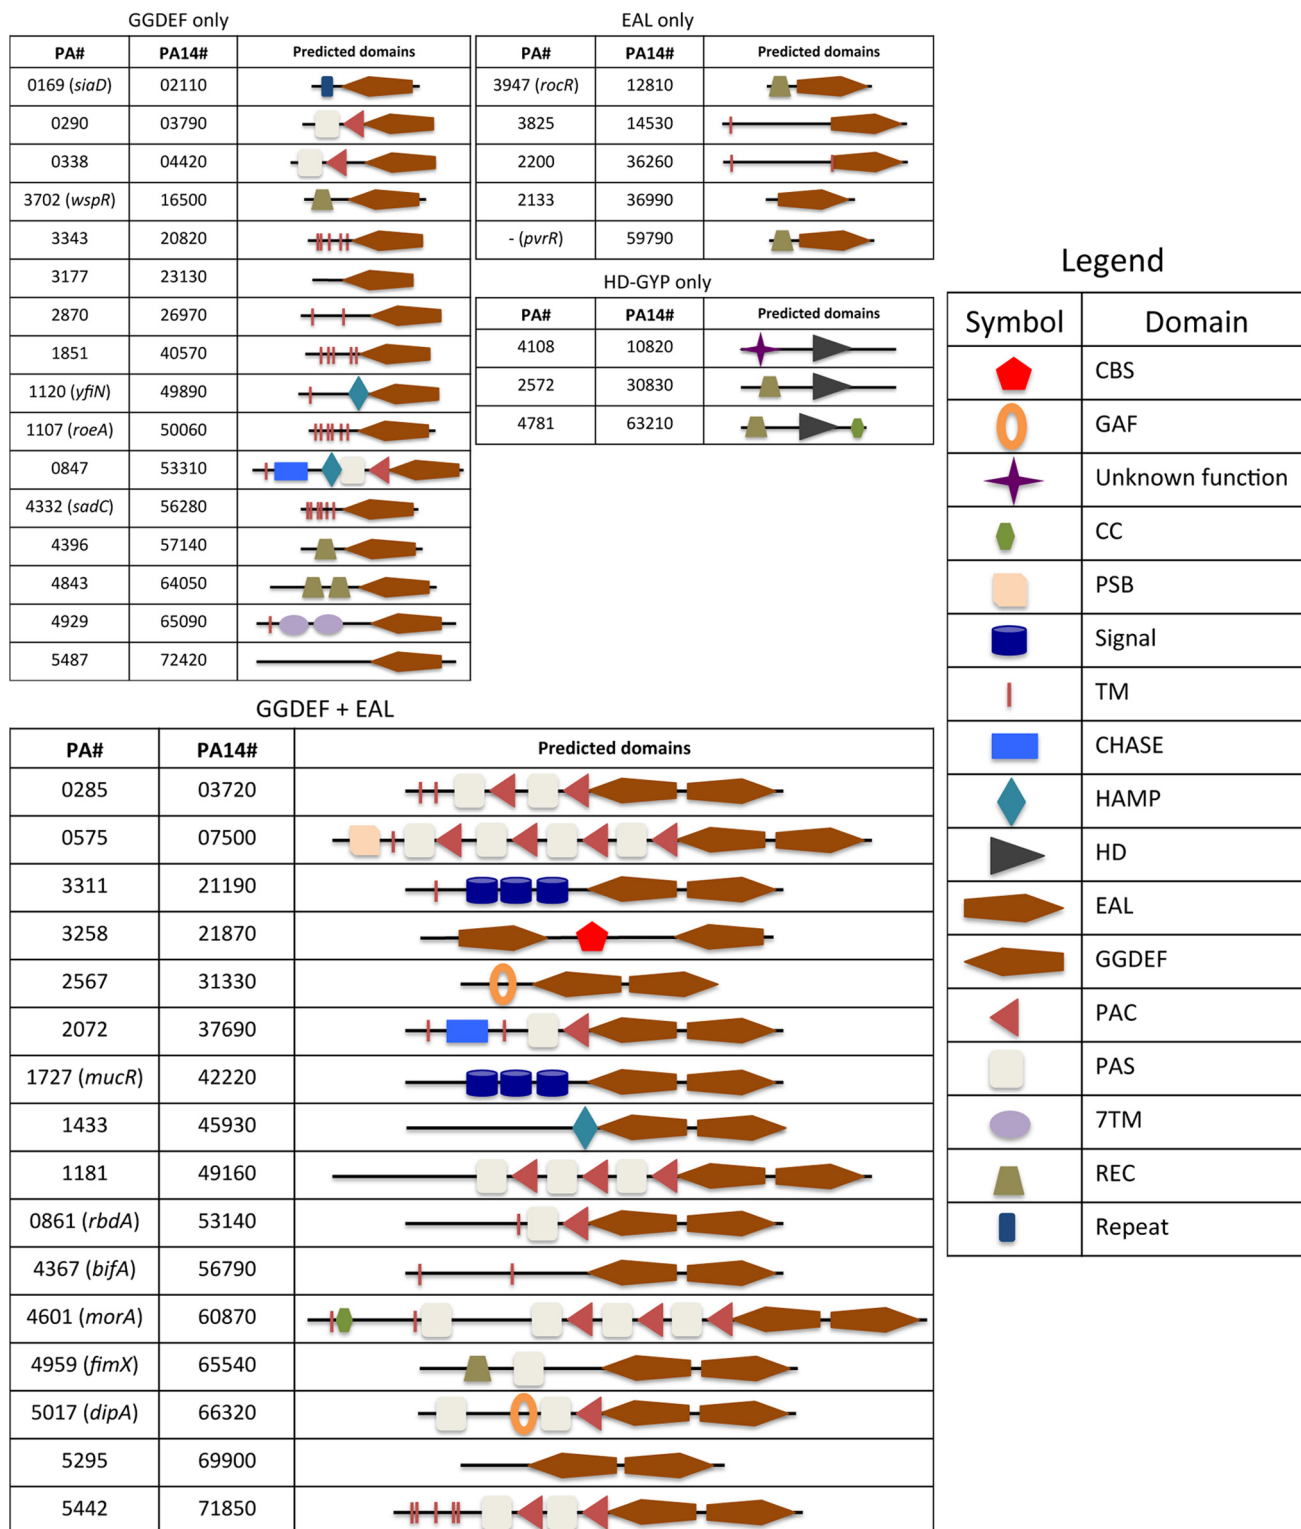 GGDEF only
PA# PA14# Predicted domains
0169 (siaD) 02110
0290 03790
0338 04420
3702 (wspR) 16500
3343 20820
3177 23130
2870 26970
1851 40570
1120 (yfiN) 49890
1107 (roeA) 50060
0847 53310
4332 (sadC) 56280
4396 57140
4843 64050
4929 65090
5487 72420
EAL only
PA# PA14# Predicted domains
3947 (rocR) 12810
3825 14530
2200 36260
2133 36990
- (pvrR) 59790
HD-GYP only
PA# PA14# Predicted domains
4108 10820
2572 30830
4781 63210
GGDEF + EAL
PA# PA14# Predicted domains
0285 03720
0575 07500
3311 21190
3258 21870
2567 31330
2072 37690
1727 (mucR) 42220
1433 45930
1181 49160
0861 (rbdA) 53140
4367 (bifA) 56790
4601 (morA) 60870
4959 (fimX) 65540
5017 (dipA) 66320
5295 69900
5442 71850
Legend
Symbol Domain
CBS
GAF
Unknown function
CC
PSB
Signal
TM
CHASE
HAMP
HD
EAL
GGDEF
PAC
PAS
7TM
REC
Repeat